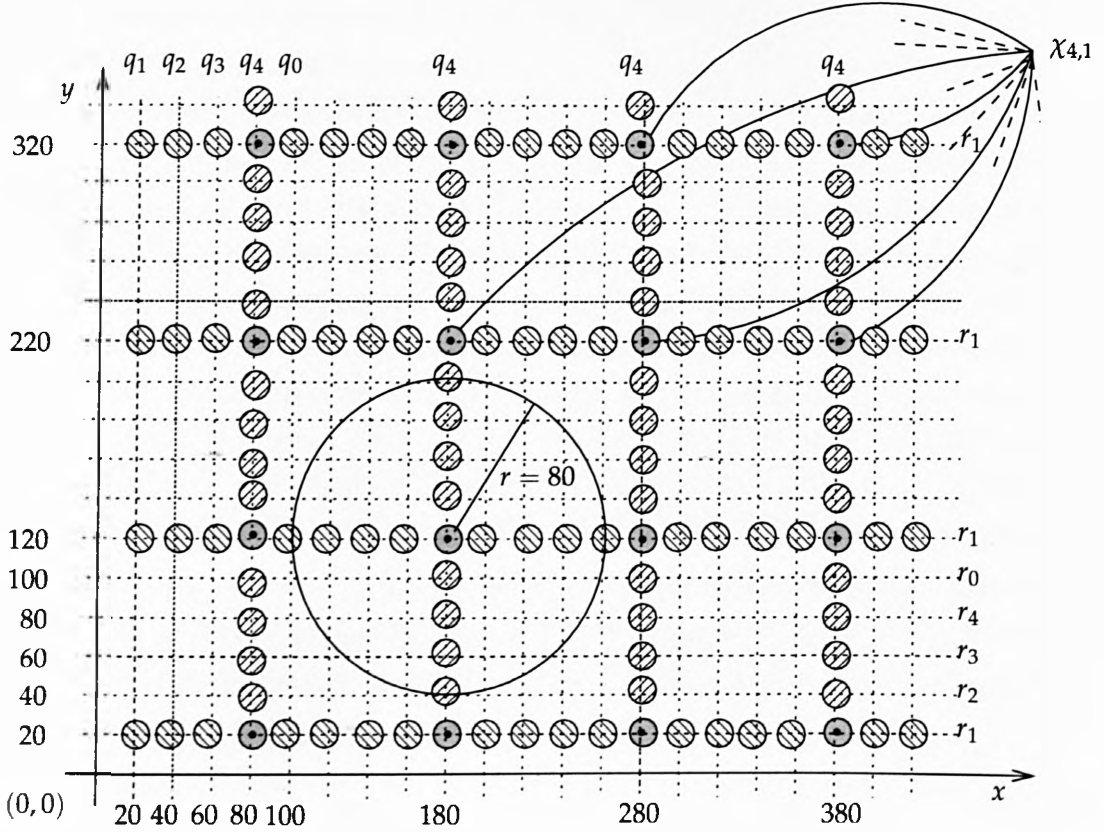 q₁ q₂ q₃ q₄ q₀ q₄ q₄ q₄ χ₄,₁
y
320 r₁
220 r₁
r = 80
120 r₁
100 r₀
80 r₄
60 r₃
40 r₂
20 r₁
x
(0,0)
20 40 60 80 100 180 280 380